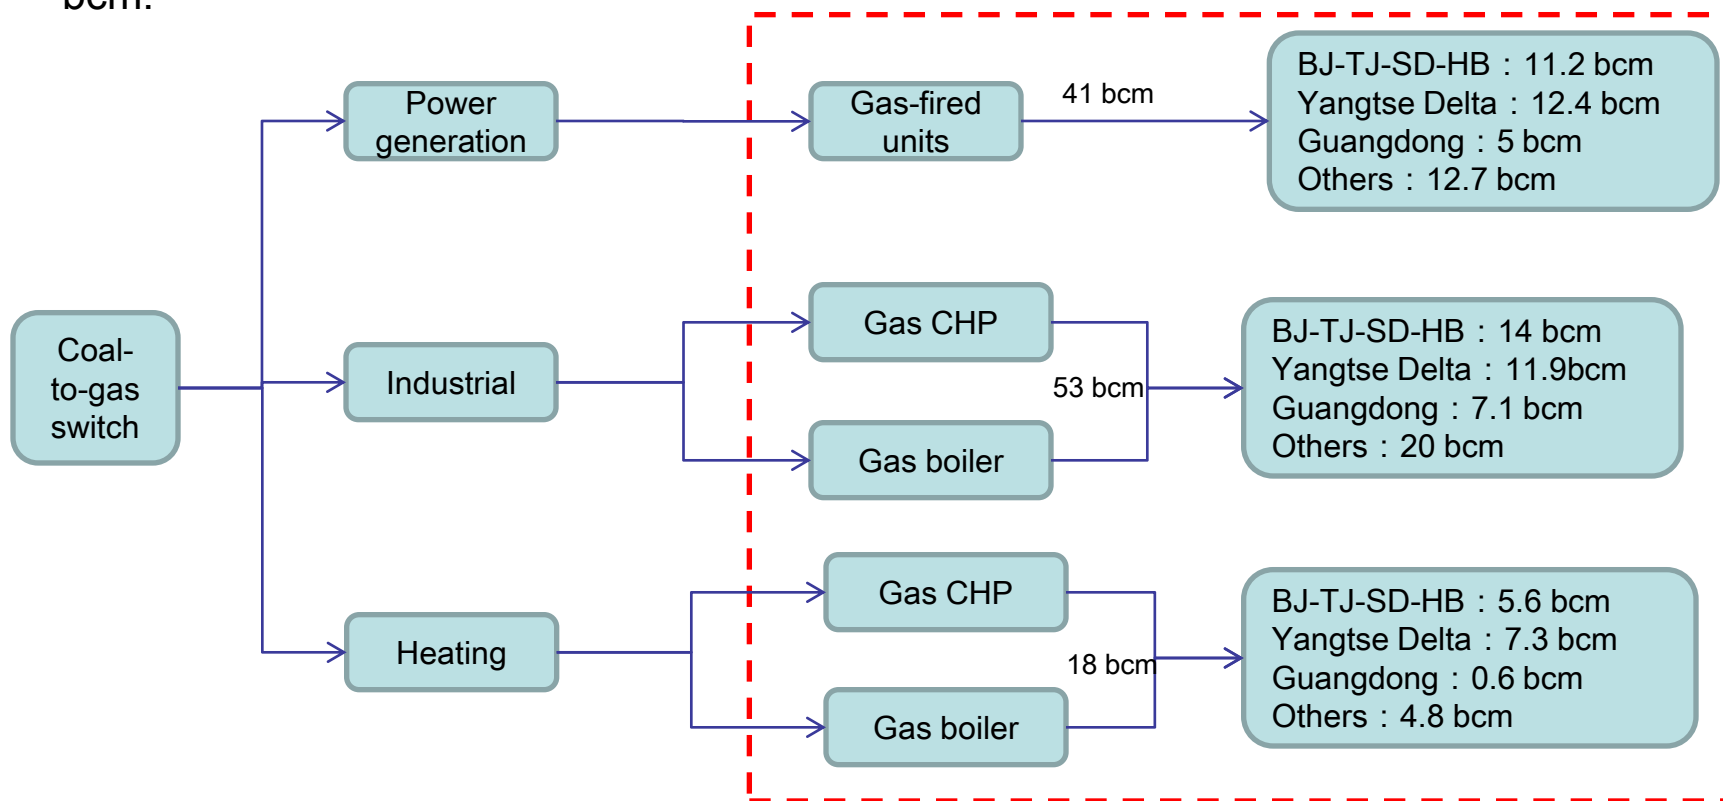 bcm.
Power
generation
Gas-fired
units
41 bcm
BJ-TJ-SD-HB：11.2 bcm
Yangtse Delta：12.4 bcm
Guangdong：5 bcm
Others：12.7 bcm
Coal-
to-gas
switch
Industrial
Gas CHP
53 bcm
Gas boiler
BJ-TJ-SD-HB：14 bcm
Yangtse Delta：11.9bcm
Guangdong：7.1 bcm
Others：20 bcm
Heating
Gas CHP
18 bcm
Gas boiler
BJ-TJ-SD-HB：5.6 bcm
Yangtse Delta：7.3 bcm
Guangdong：0.6 bcm
Others：4.8 bcm